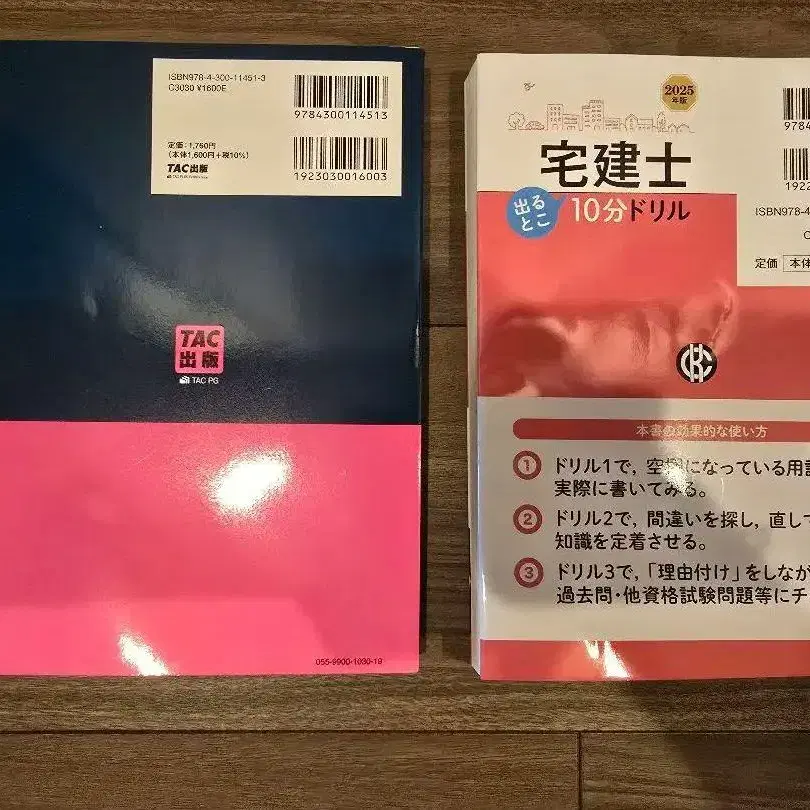 ISBN978-4-300-11451-3
C3030 ¥1600E
9784300114513
定価:1,760円
(本体1,600円+税10%)
TAC出版
1923030016003
TAC
出版
TAC PG
055-9900-1030-19
2025
年版
宅建士
出る
とこ
10分ドリル
9784
192
ISBN978-4
C
定価 本体
本書の効果的な使い方
1 ドリル1で,空欄になっている用語
実際に書いてみる。
2 ドリル2で,間違いを探し,直して
知識を定着させる。
3 ドリル3で,「理由付け」をしなが
過去問・他資格試験問題等にチ